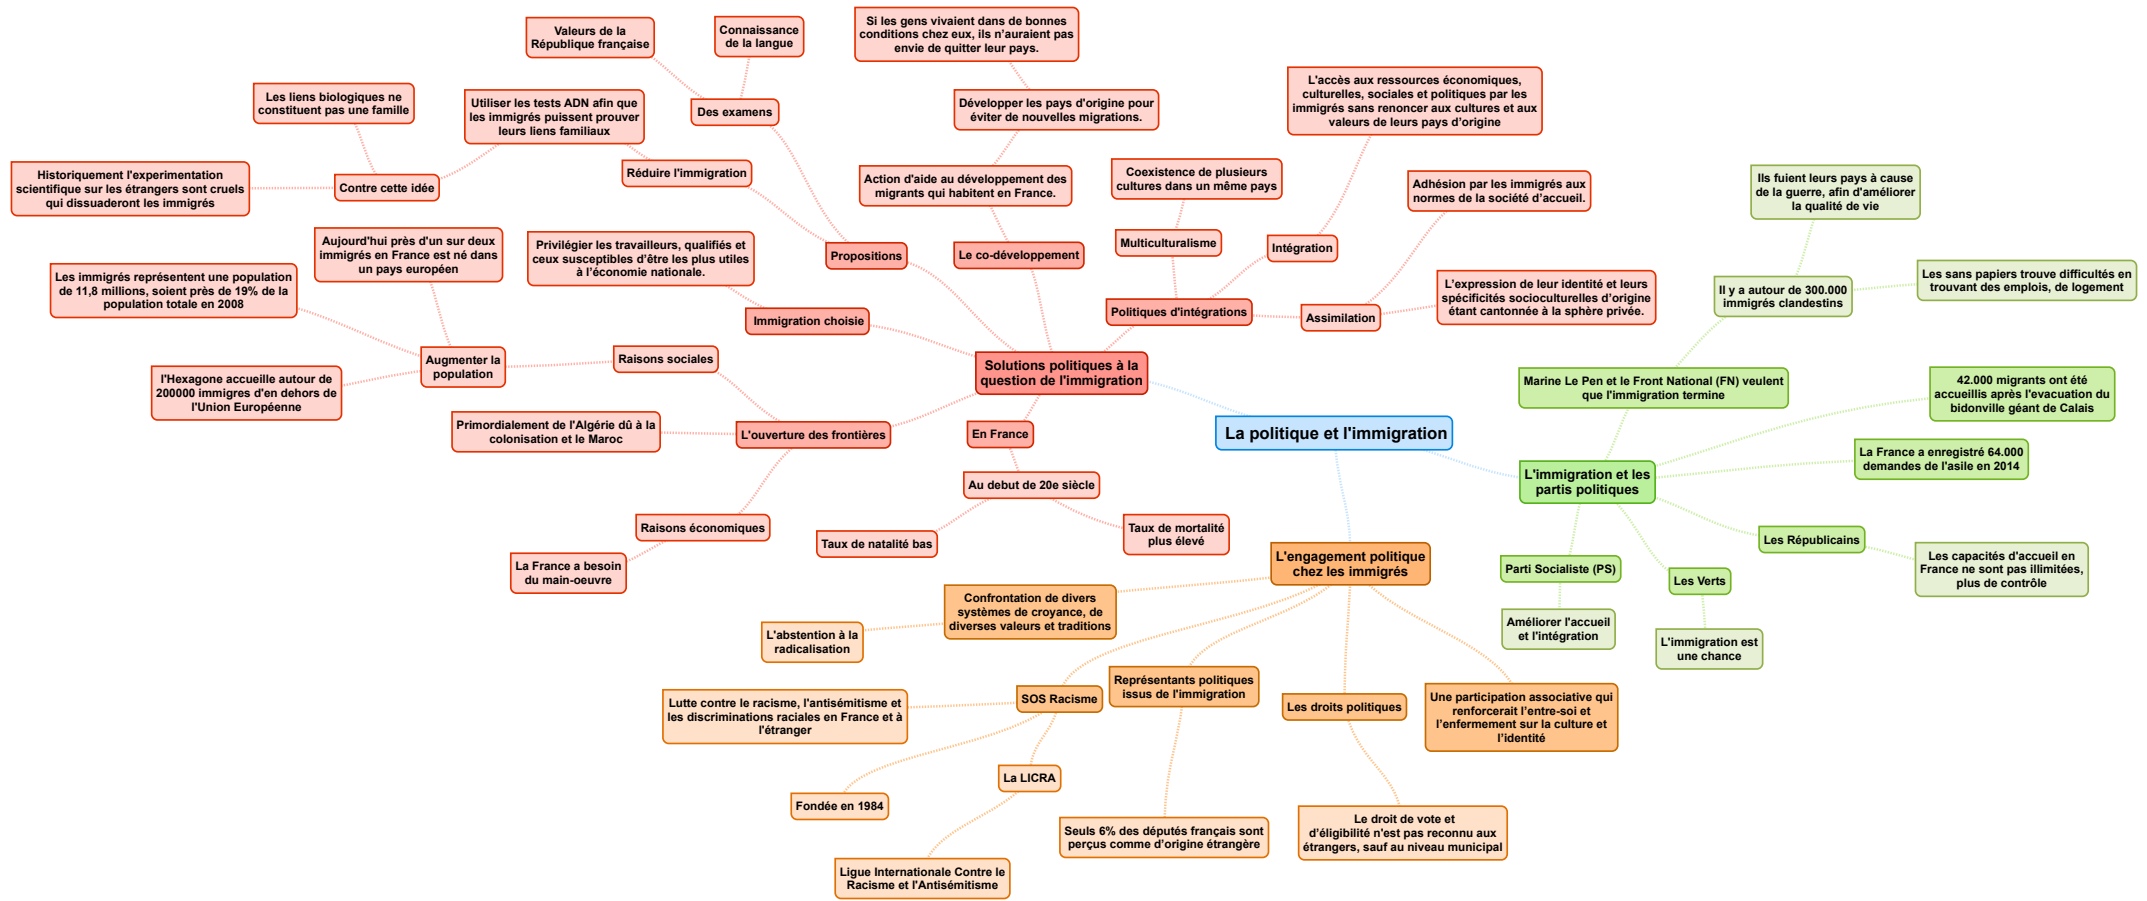 La politique et l'immigration
Solutions politiques à la
question de l'immigration
Propositions
Des examens
Valeurs de la
République française
Connaissance
de la langue
Réduire l'immigration
Utiliser les tests ADN afin que
les immigrés puissent prouver
leurs liens familiaux
Contre cette idée
Les liens biologiques ne
constituent pas une famille
Historiquement l'experimentation
scientifique sur les étrangers sont cruels
qui dissuaderont les immigrés
Le co-développement
Action d'aide au développement des
migrants qui habitent en France.
Développer les pays d'origine pour
éviter de nouvelles migrations.
Si les gens vivaient dans de bonnes
conditions chez eux, ils n'auraient pas
envie de quitter leur pays.
Politiques d'intégrations
Multiculturalisme
Coexistence de plusieurs
cultures dans un même pays
Intégration
L'accès aux ressources économiques,
culturelles, sociales et politiques par les
immigrés sans renoncer aux cultures et aux
valeurs de leurs pays d'origine
Assimilation
Adhésion par les immigrés aux
normes de la société d'accueil.
L'expression de leur identité et leurs
spécificités socioculturelles d'origine
étant cantonnée à la sphère privée.
Immigration choisie
Privilégier les travailleurs, qualifiés et
ceux susceptibles d'être les plus utiles
à l'économie nationale.
L'ouverture des frontières
Raisons sociales
Augmenter la
population
Aujourd'hui près d'un sur deux
immigrés en France est né dans
un pays européen
Les immigrés représentent une population
de 11,8 millions, soient près de 19% de la
population totale en 2008
l'Hexagone accueille autour de
200000 immigres d'en dehors de
l'Union Européenne
Primordialement de l'Algérie dû à la
colonisation et le Maroc
Raisons économiques
La France a besoin
du main-oeuvre
En France
Au debut de 20e siècle
Taux de natalité bas
Taux de mortalité
plus élevé
L'immigration et les
partis politiques
Marine Le Pen et le Front National (FN) veulent
que l'immigration termine
Il y a autour de 300.000
immigrés clandestins
Ils fuient leurs pays à cause
de la guerre, afin d'améliorer
la qualité de vie
Les sans papiers trouve difficultés en
trouvant des emplois, de logement
42.000 migrants ont été
accueillis après l'evacuation du
bidonville géant de Calais
La France a enregistré 64.000
demandes de l'asile en 2014
Les Républicains
Les capacités d'accueil en
France ne sont pas illimitées,
plus de contrôle
Les Verts
L'immigration est
une chance
Parti Socialiste (PS)
Améliorer l'accueil
et l'intégration
L'engagement politique
chez les immigrés
Confrontation de divers
systèmes de croyance, de
diverses valeurs et traditions
L'abstention à la
radicalisation
SOS Racisme
Lutte contre le racisme, l'antisémitisme et
les discriminations raciales en France et à
l'étranger
Fondée en 1984
La LICRA
Ligue Internationale Contre le
Racisme et l'Antisémitisme
Représentants politiques
issus de l'immigration
Seuls 6% des députés français sont
perçus comme d'origine étrangère
Les droits politiques
Le droit de vote et
d'éligibilité n'est pas reconnu aux
étrangers, sauf au niveau municipal
Une participation associative qui
renforcerait l'entre-soi et
l'enfermement sur la culture et
l'identité